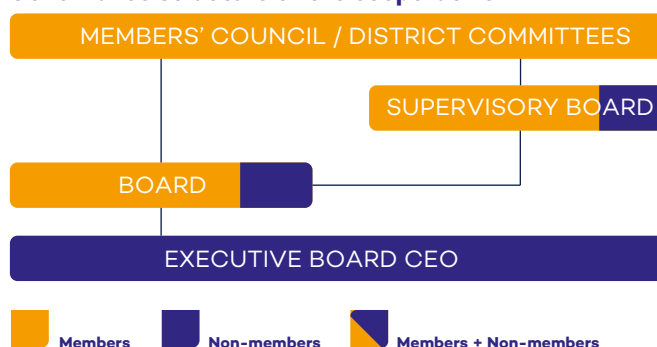 MEMBERS' COUNCIL / DISTRICT COMMITTEES
SUPERVISORY BOARD
BOARD
EXECUTIVE BOARD CEO
Members Non-members Members + Non-members